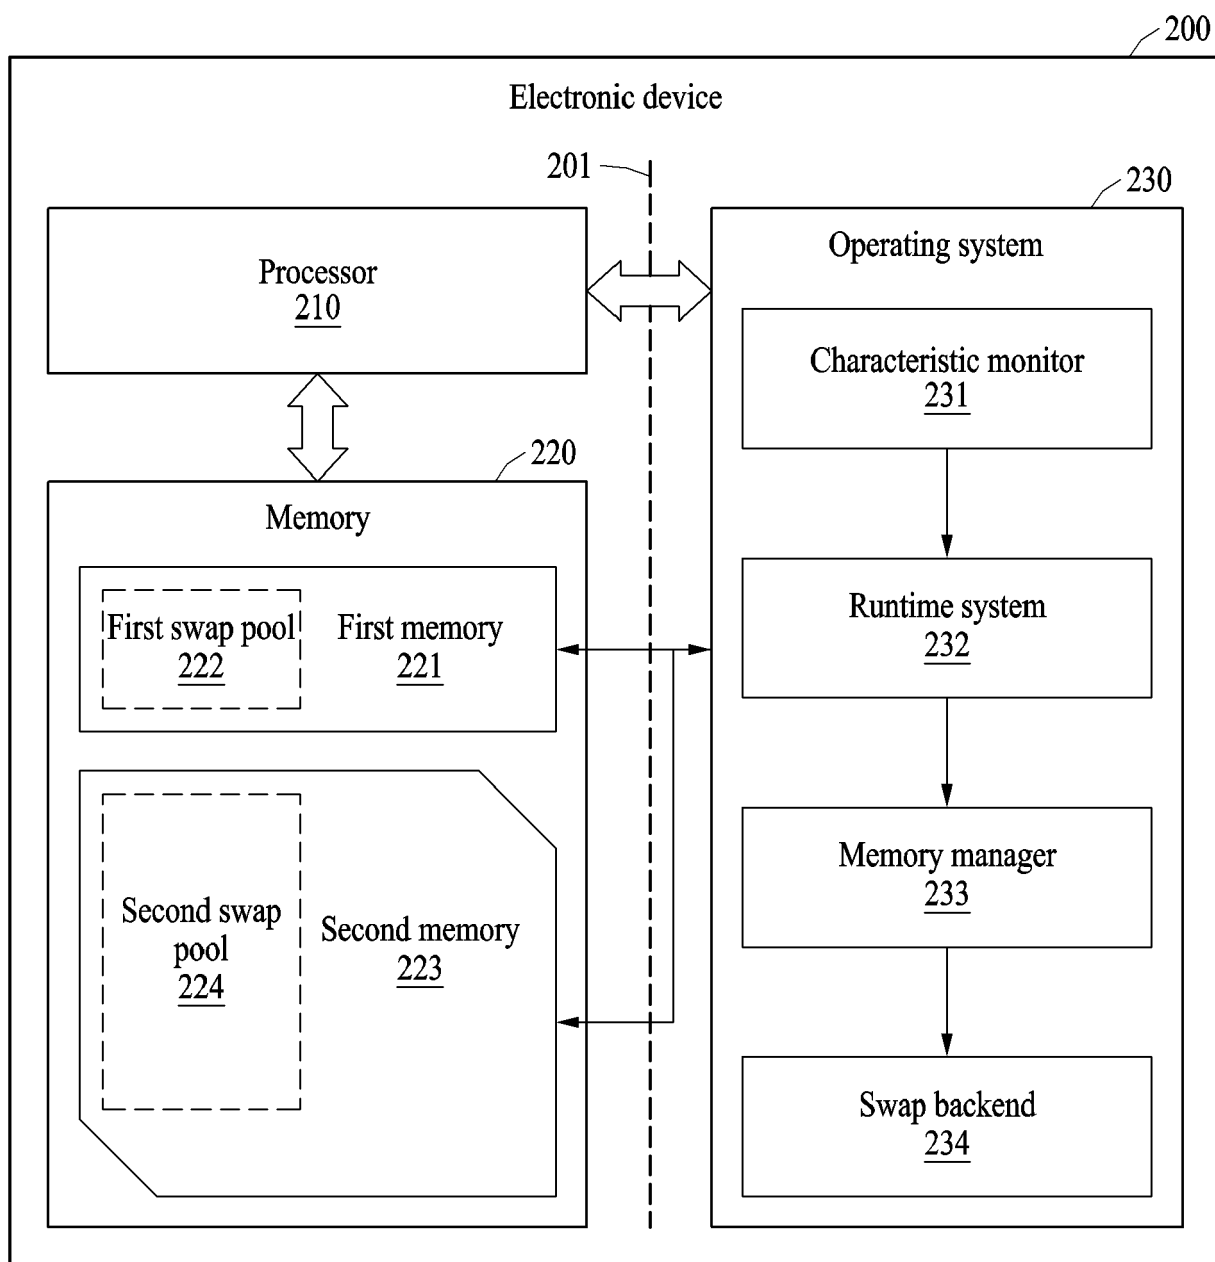 200
Electronic device
201
230
Processor
210
Operating system
Characteristic monitor
231
220
Memory
First swap pool
222
First memory
221
Runtime system
232
Second swap
pool
224
Second memory
223
Memory manager
233
Swap backend
234